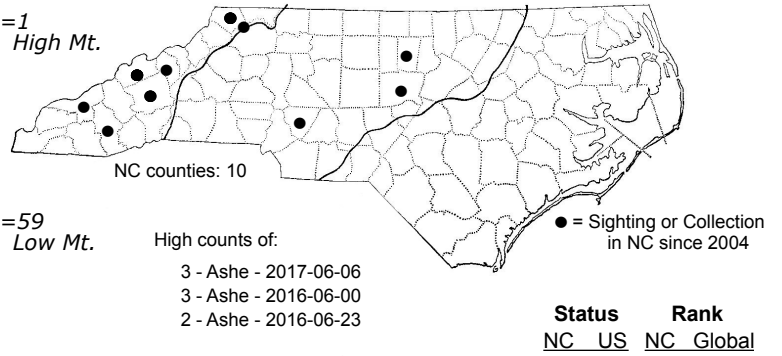 =1
High Mt.
NC counties: 10
=59
Low Mt.
High counts of:
3 - Ashe - 2017-06-06
3 - Ashe - 2016-06-00
2 - Ashe - 2016-06-23
● = Sighting or Collection
in NC since 2004
Status Rank
NC US NC Global